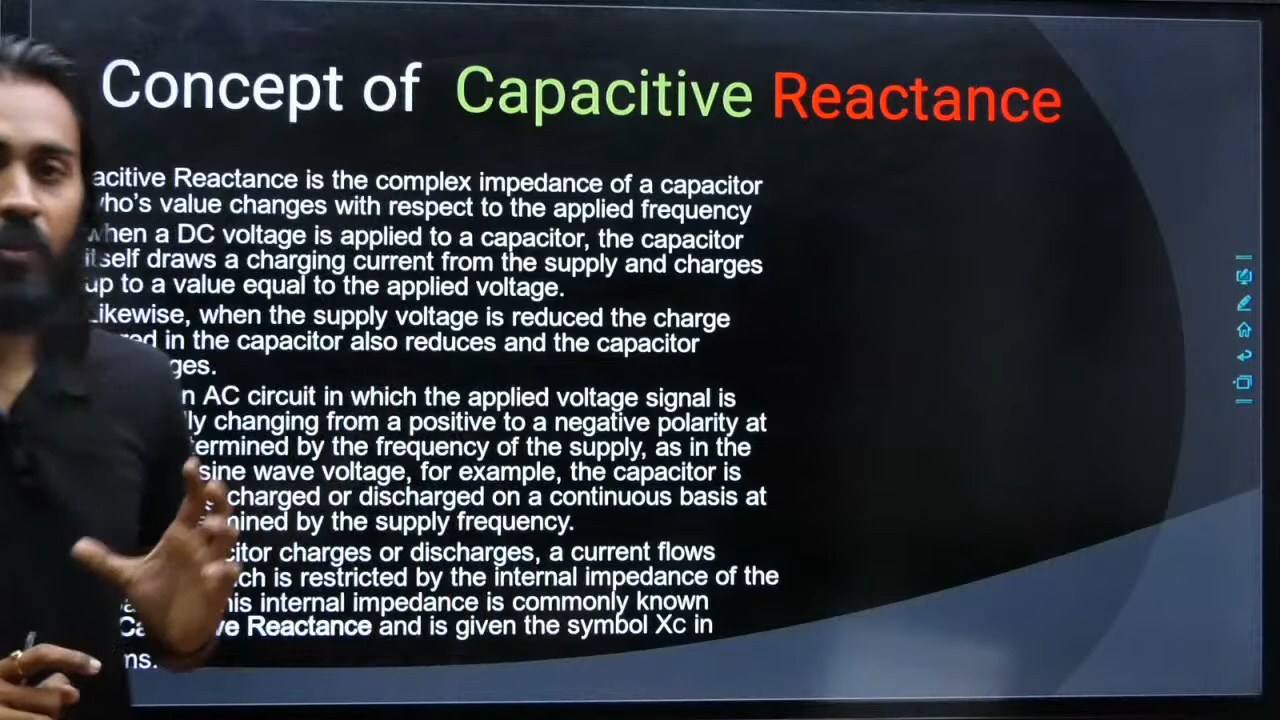 Concept of Capacitive Reactance
acitive Reactance is the complex impedance of a capacitor
who's value changes with respect to the applied frequency
when a DC voltage is applied to a capacitor, the capacitor
itself draws a charging current from the supply and charges
up to a value equal to the applied voltage.
Likewise, when the supply voltage is reduced the charge
red in the capacitor also reduces and the capacitor
ges.
n AC circuit in which the applied voltage signal is
ly changing from a positive to a negative polarity at
termined by the frequency of the supply, as in the
sine wave voltage, for example, the capacitor is
charged or discharged on a continuous basis at
mined by the supply frequency.
citor charges or discharges, a current flows
ch is restricted by the internal impedance of the
his internal impedance is commonly known
Ca ve Reactance and is given the symbol Xc in
ms.